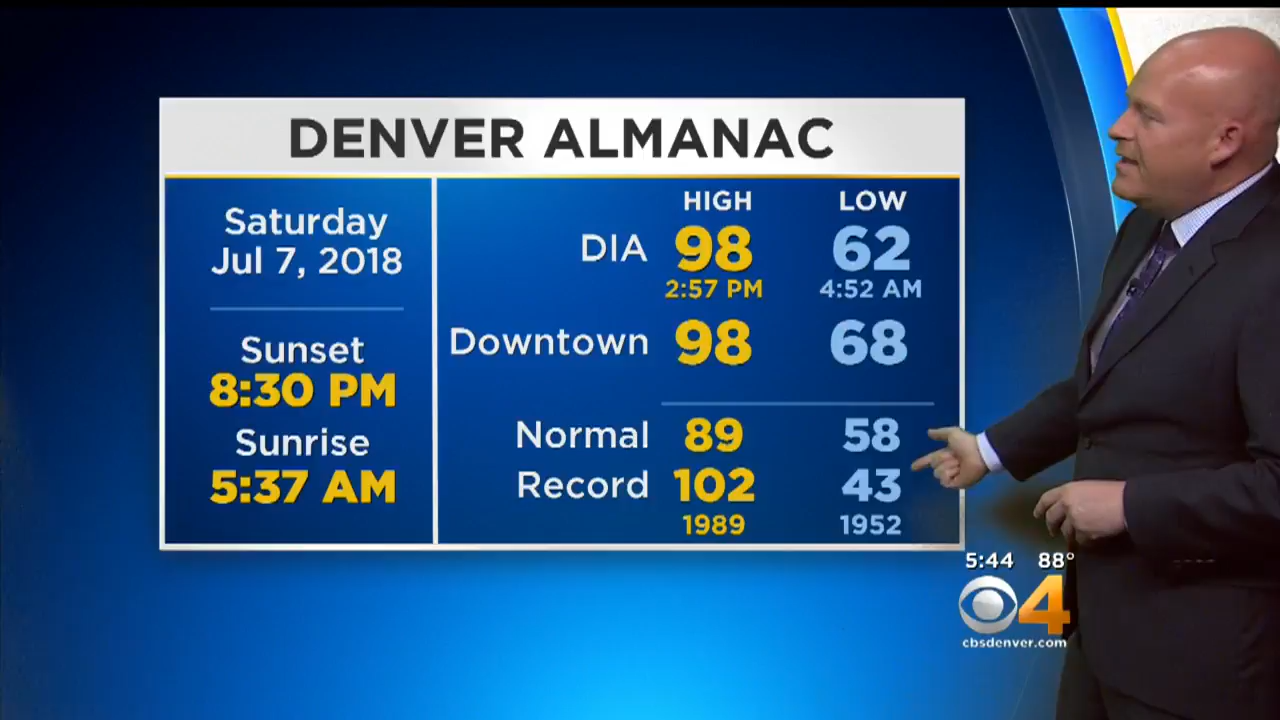 DENVER ALMANAC
Saturday
Jul 7, 2018
Sunset
8:30 PM
Sunrise
5:37 AM
HIGH LOW
DIA 98 62
2:57 PM 4:52 AM
Downtown 98 68
Normal 89 58
Record 102 43
1989 1952
5:44 88°
4
cbsdenver.com